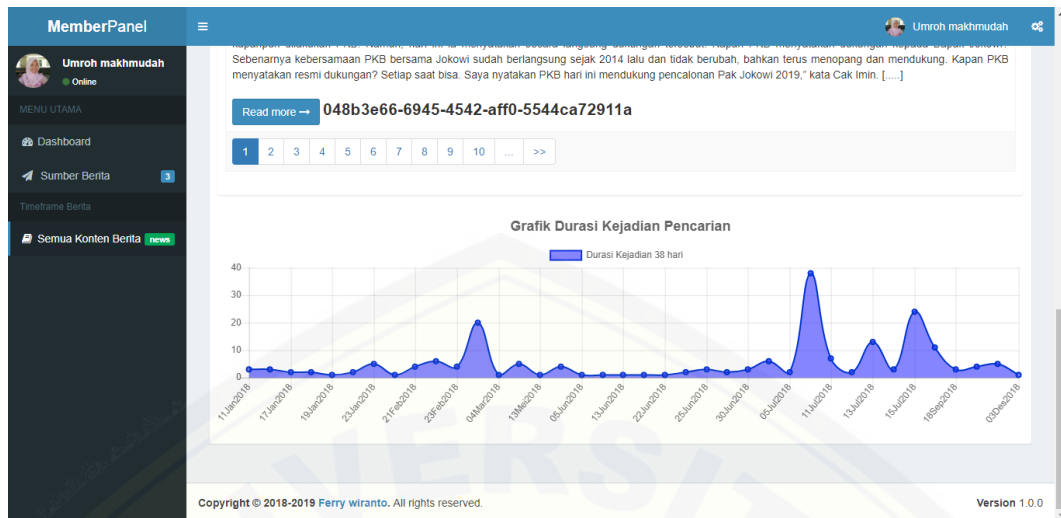 MemberPanel
Umroh makhmudah
Umroh makhmudah
Online
MENU UTAMA
Dashboard
Sumber Berita 3
Timeframe Berita
Semua Konten Berita news
Sebenarnya kebersamaan PKB bersama Jokowi sudah berlangsung sejak 2014 lalu dan tidak berubah, bahkan terus menopang dan mendukung. Kapan PKB
menyatakan resmi dukungan? Setiap saat bisa. Saya nyatakan PKB hari ini mendukung pencalonan Pak Jokowi 2019," kata Cak Imin. [.....]
Read more → 048b3e66-6945-4542-aff0-5544ca72911a
1 2 3 4 5 6 7 8 9 10 ... >>
Grafik Durasi Kejadian Pencarian
Durasi Kejadian 38 hari
40
30
20
10
0
11Jan2018 17Jan2018 19Jan2018 23Jan2018 21Feb2018 23Feb2018 04Mar2018 13Mei2018 05Jun2018 13Jun2018 22Jun2018 25Jun2018 30Jun2018 05Jul2018 11Jul2018 13Jul2018 15Jul2018 18Sep2018 03Des2018
Copyright © 2018-2019 Ferry wiranto. All rights reserved.
Version 1.0.0